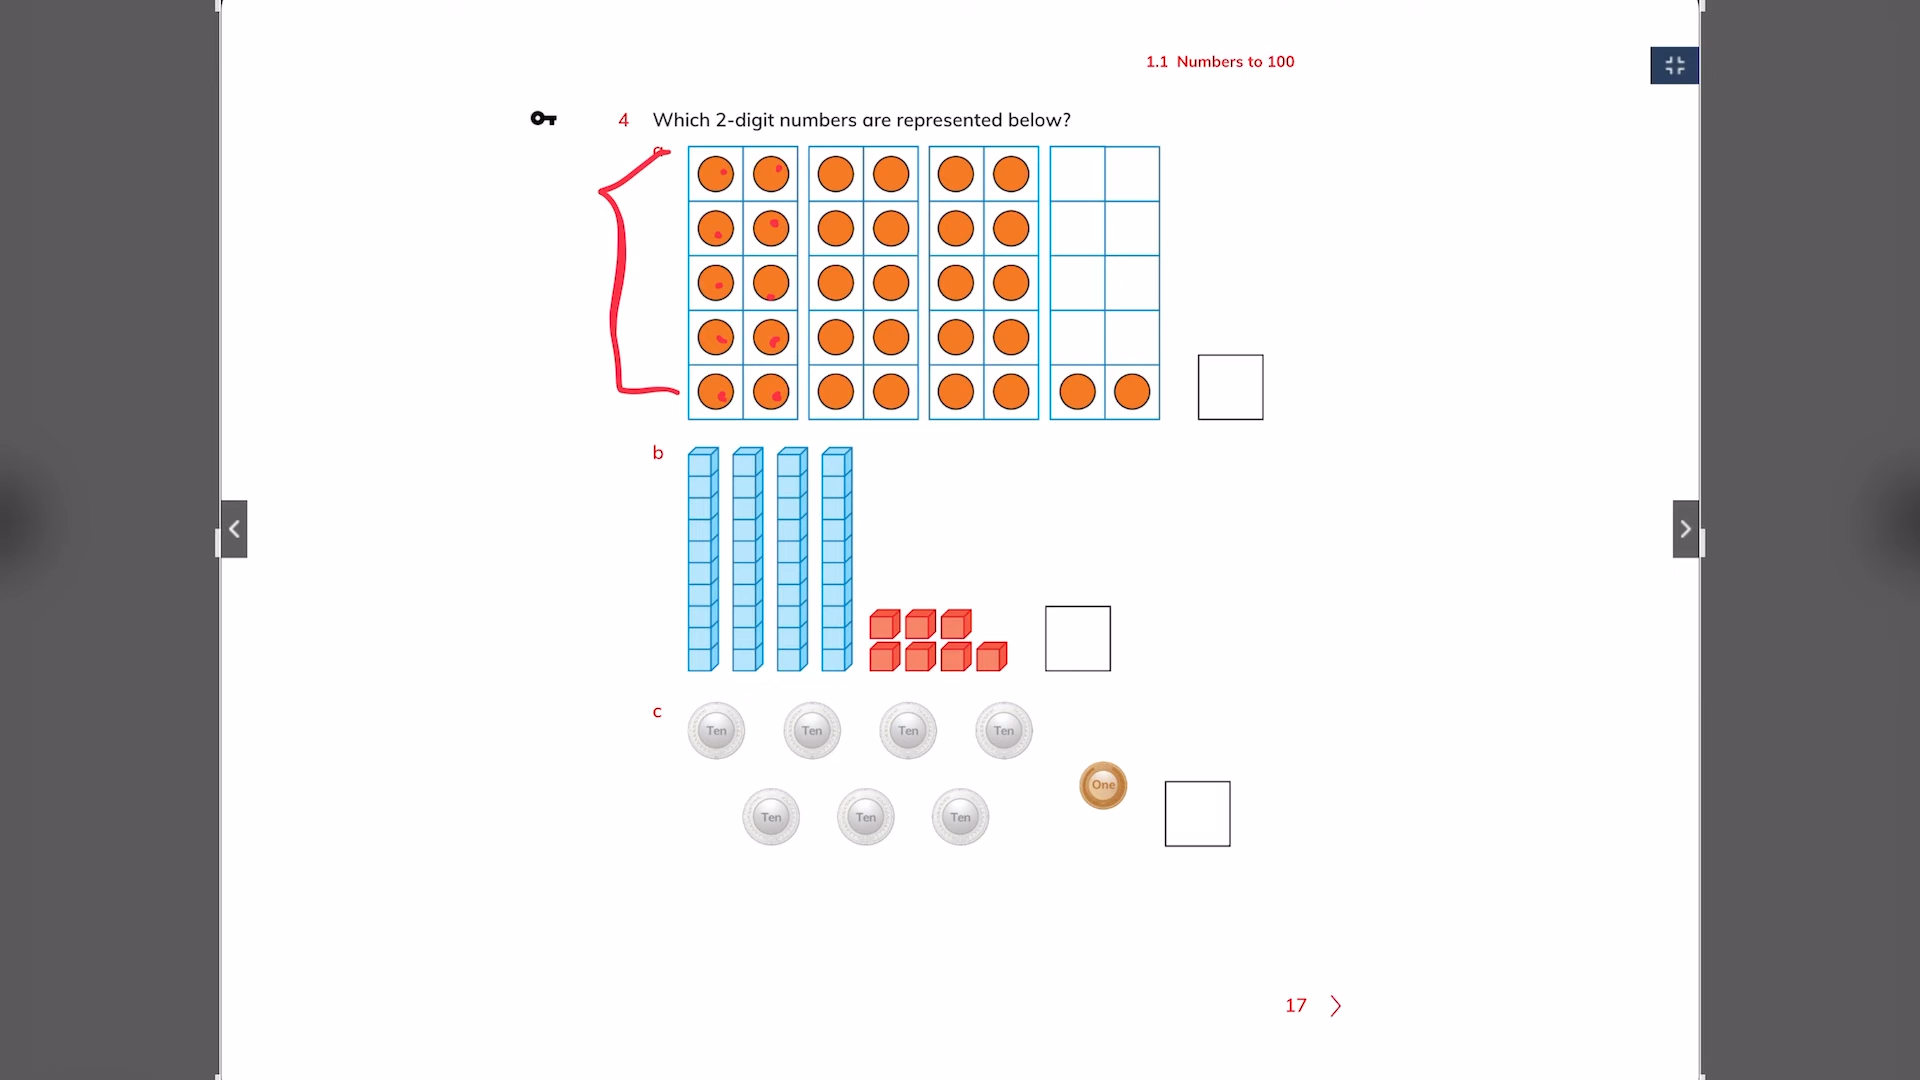 1.1 Numbers to 100
4 Which 2-digit numbers are represented below?
a
b
c
Ten Ten Ten Ten
One
Ten Ten Ten
17